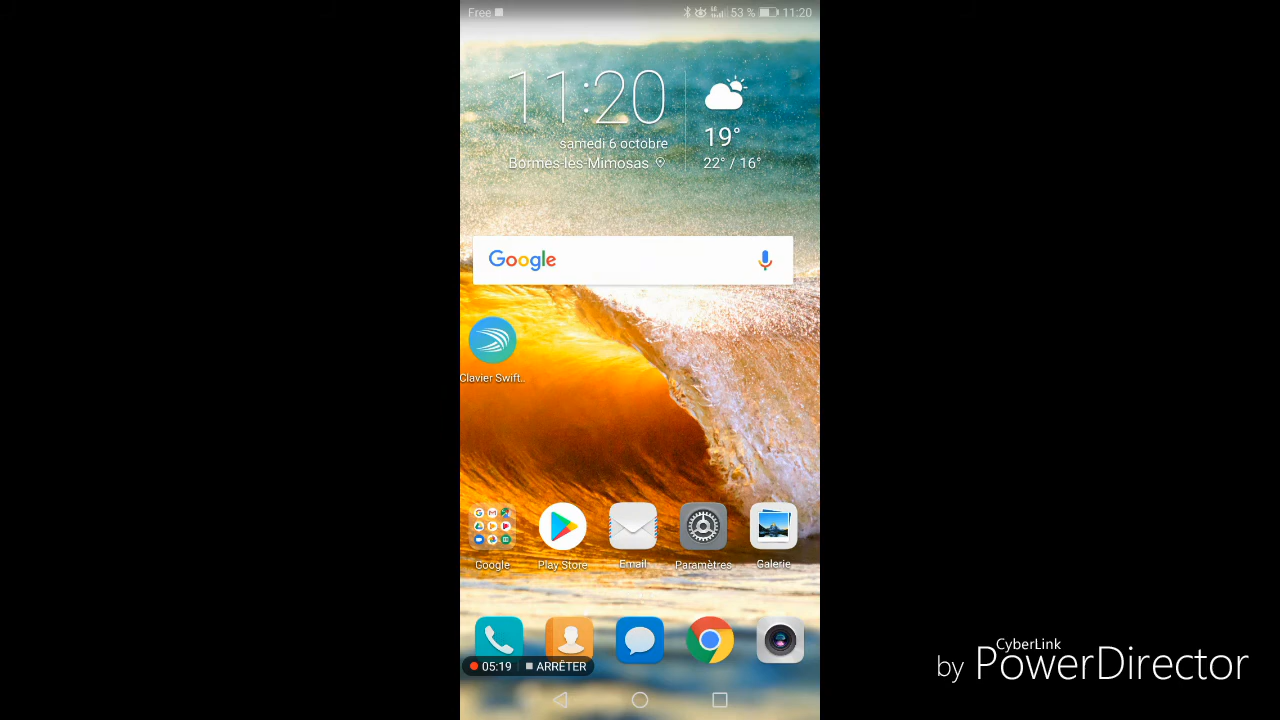 Free
53 % 11:20
11:20
samedi 6 octobre
Bormes-les-Mimosas
19°
22° / 16°
Google
Clavier Swift..
Google
Play Store
Email
Paramètres
Galerie
05:19 ARRÊTER
CyberLink
by PowerDirector